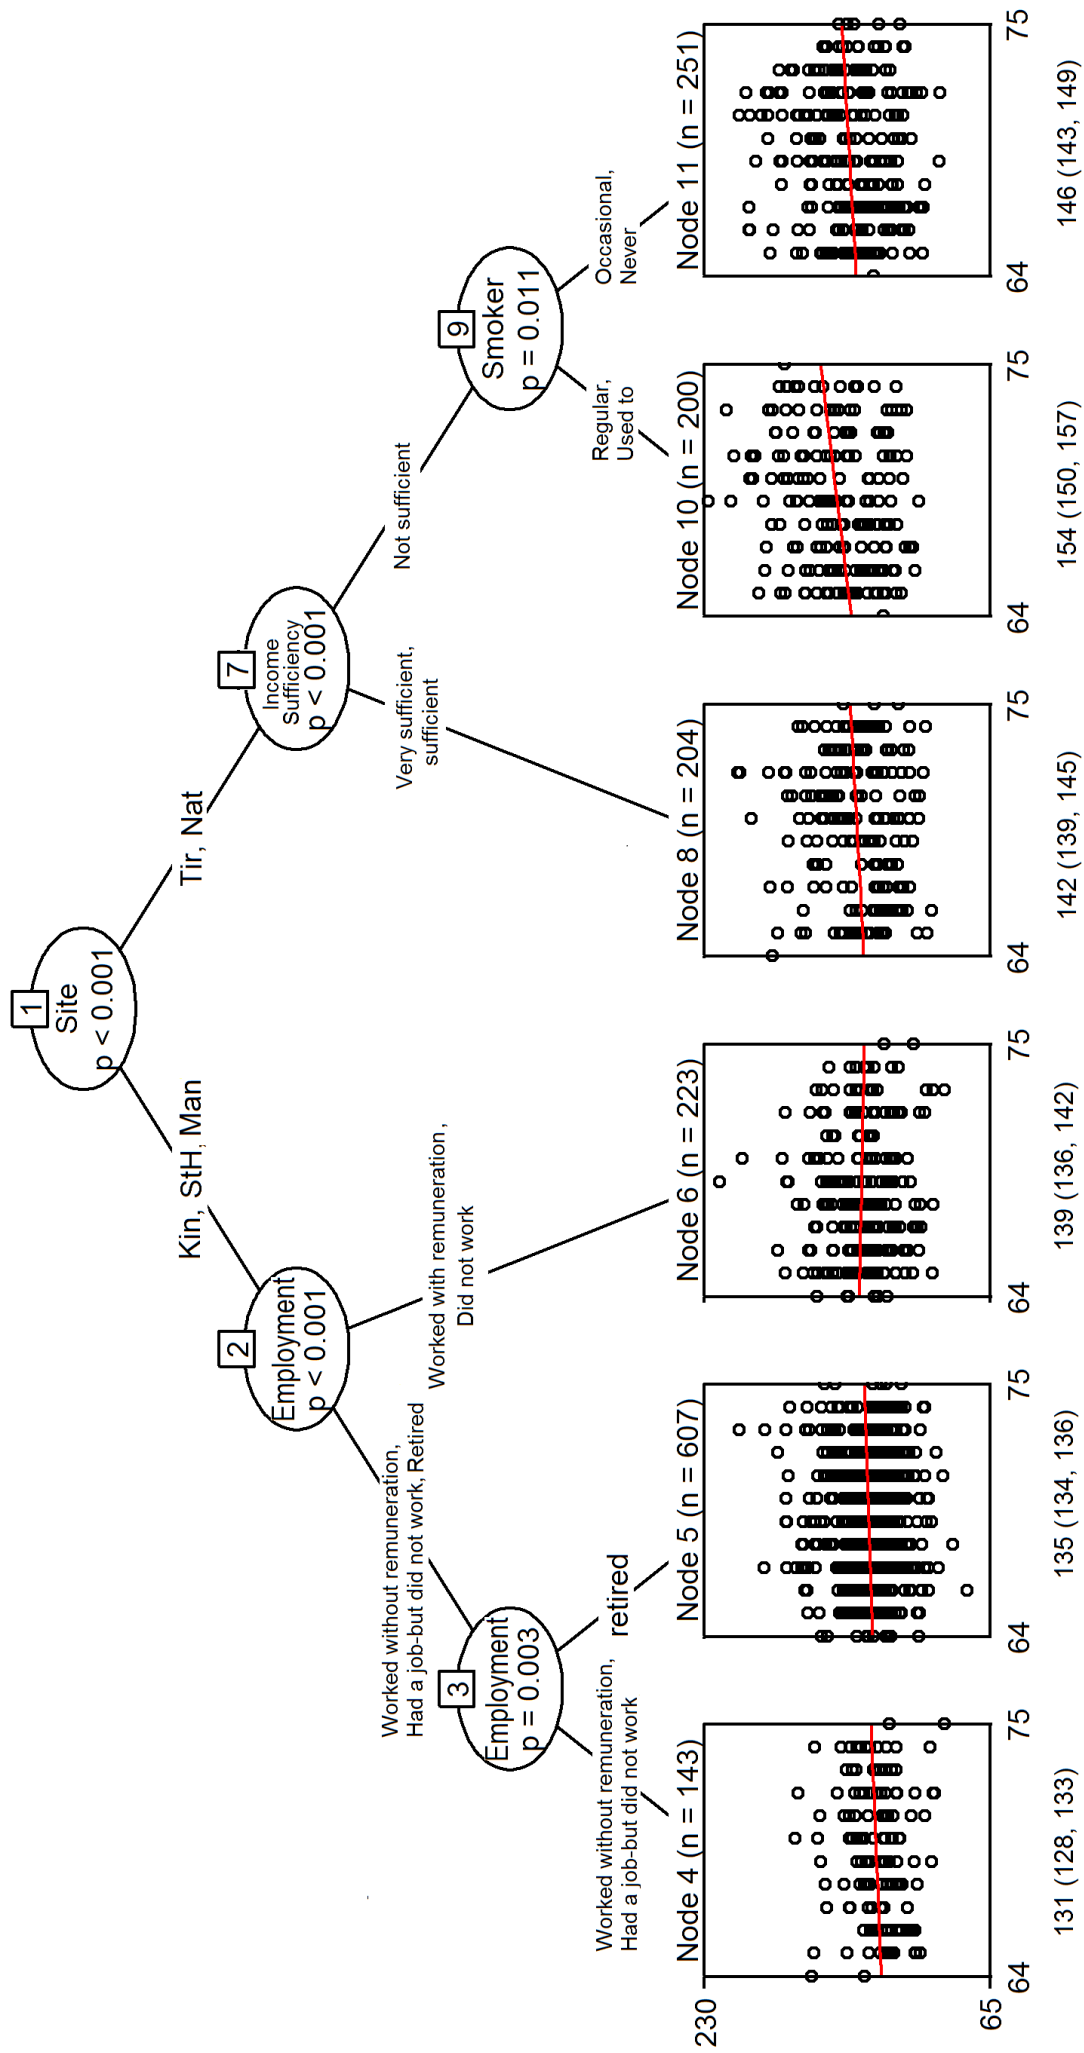 1
Site
p < 0.001
Kin, StH, Man
Tir, Nat
2
Employment
p < 0.001
7
Income
Sufficiency
p < 0.001
Worked without remuneration,
Had a job-but did not work, Retired
Worked with remuneration ,
Did not work
Very sufficient,
sufficient
Not sufficient
3
Employment
p = 0.003
9
Smoker
p = 0.011
Worked without remuneration,
Had a job-but did not work
retired
Regular,
Used to
Occasional,
Never
Node 4 (n = 143)
Node 5 (n = 607)
Node 6 (n = 223)
Node 8 (n = 204)
Node 10 (n = 200)
Node 11 (n = 251)
230
65
64 75
64 75
64 75
64 75
64 75
64 75
131 (128, 133)
135 (134, 136)
139 (136, 142)
142 (139, 145)
154 (150, 157)
146 (143, 149)